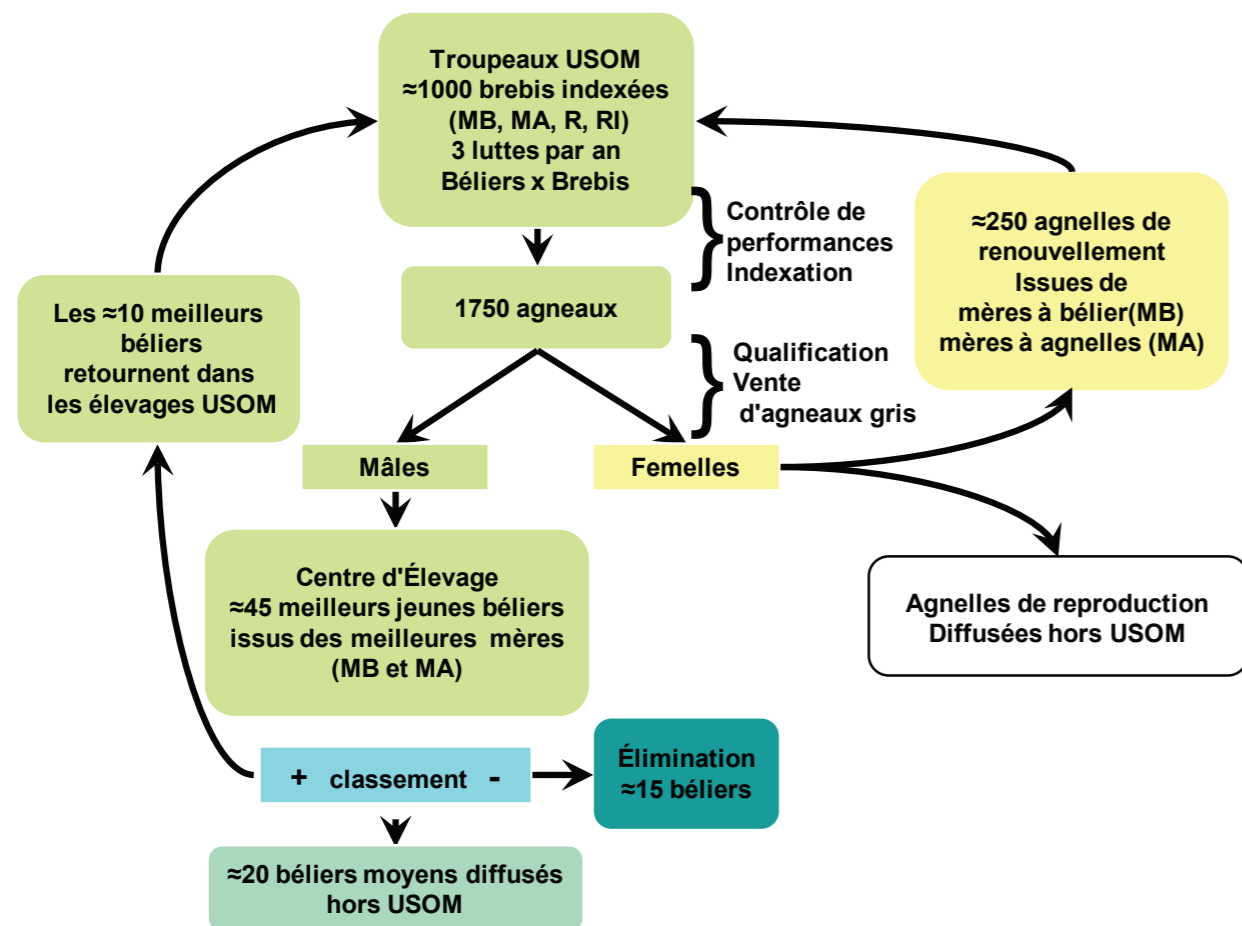 Troupeaux USOM
≈1000 brebis indexées
(MB, MA, R, RI)
3 luttes par an
Béliers x Brebis
Contrôle de
performances
Indexation
≈250 agnelles de
renouvellement
Issues de
mères à bélier(MB)
mères à agnelles (MA)
Les ≈10 meilleurs
béliers
retournent dans
les élevages USOM
1750 agneaux
Qualification
Vente
d'agneaux gris
Mâles
Femelles
Centre d'Élevage
≈45 meilleurs jeunes béliers
issus des meilleures mères
(MB et MA)
Agnelles de reproduction
Diffusées hors USOM
+ classement -
Élimination
≈15 béliers
≈20 béliers moyens diffusés
hors USOM